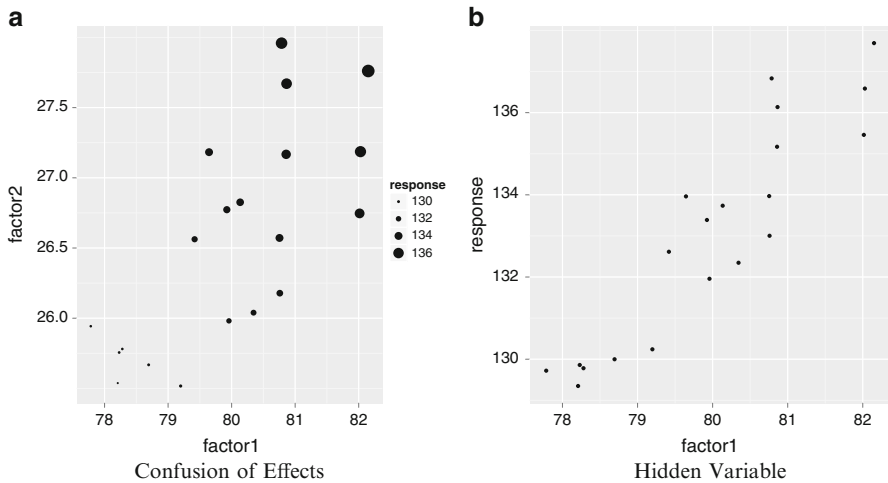 a
27.5
27.0
26.5
26.0
factor2
78 79 80 81 82
factor1
response
130
132
134
136
Confusion of Effects
b
136
134
132
130
response
78 79 80 81 82
factor1
Hidden Variable